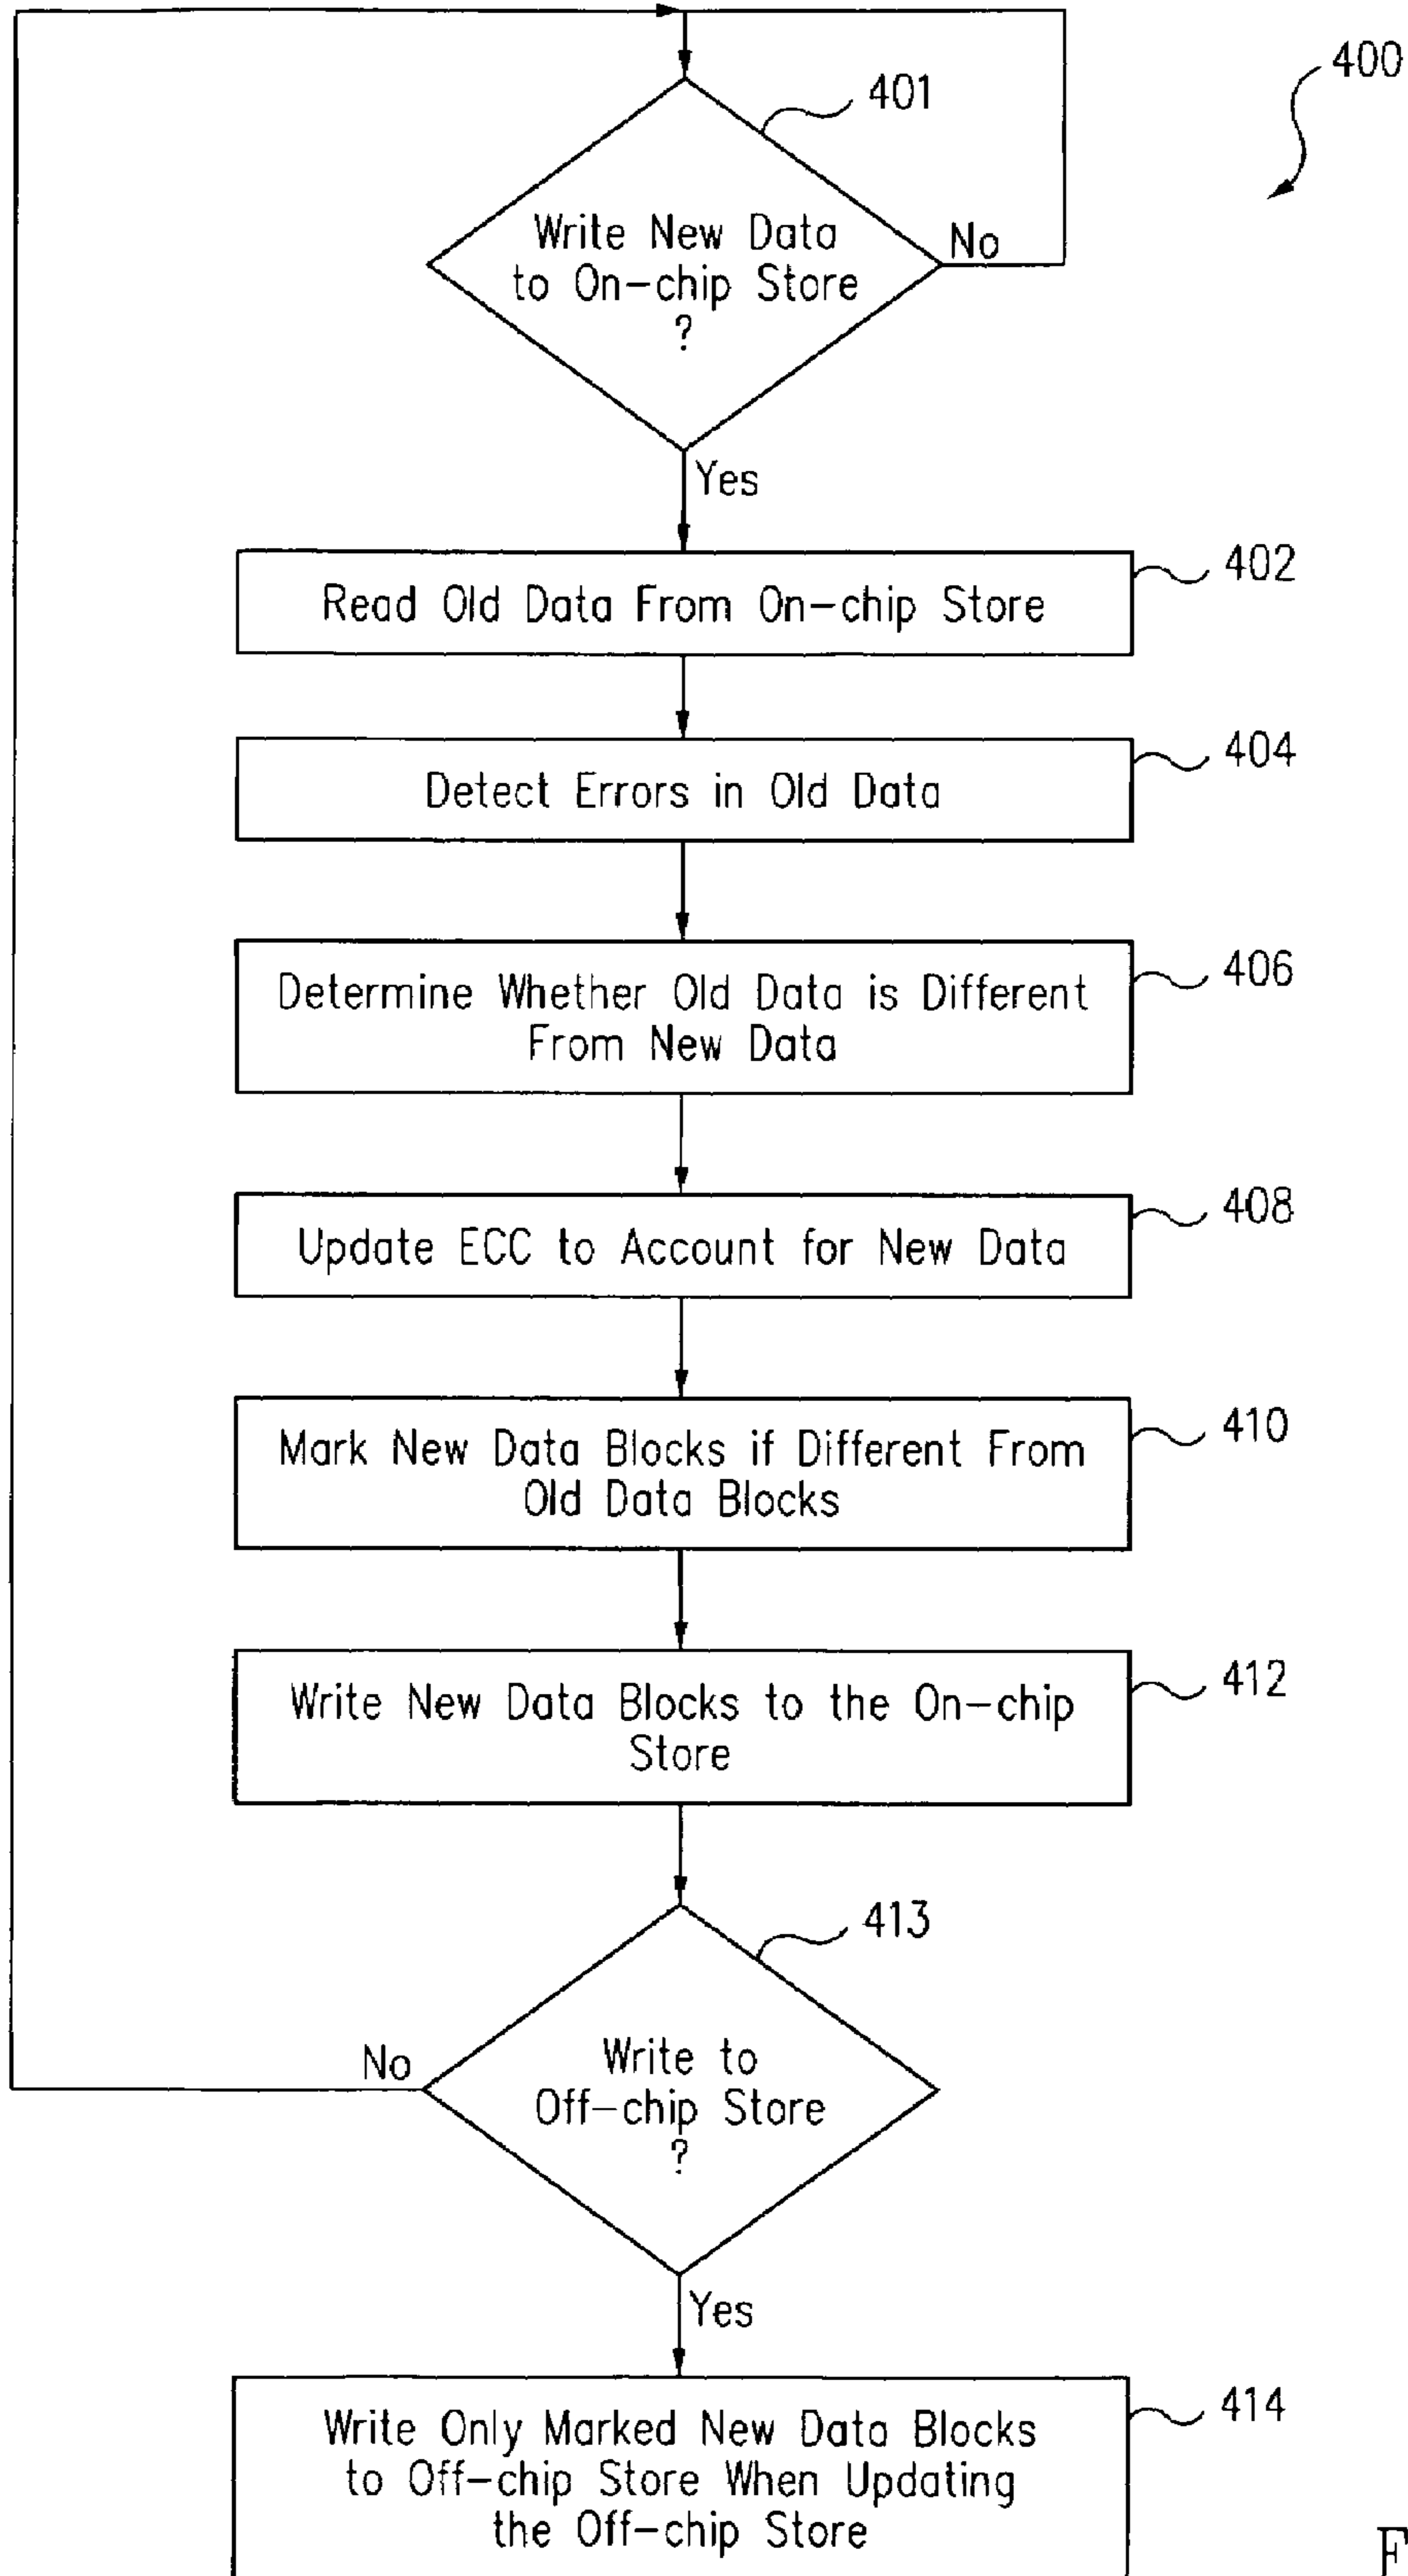 400
401
Write New Data
to On-chip Store
?
No
Yes
402
Read Old Data From On-chip Store
404
Detect Errors in Old Data
406
Determine Whether Old Data is Different
From New Data
408
Update ECC to Account for New Data
410
Mark New Data Blocks if Different From
Old Data Blocks
412
Write New Data Blocks to the On-chip
Store
413
No
Write to
Off-chip Store
?
Yes
414
Write Only Marked New Data Blocks
to Off-chip Store When Updating
the Off-chip Store